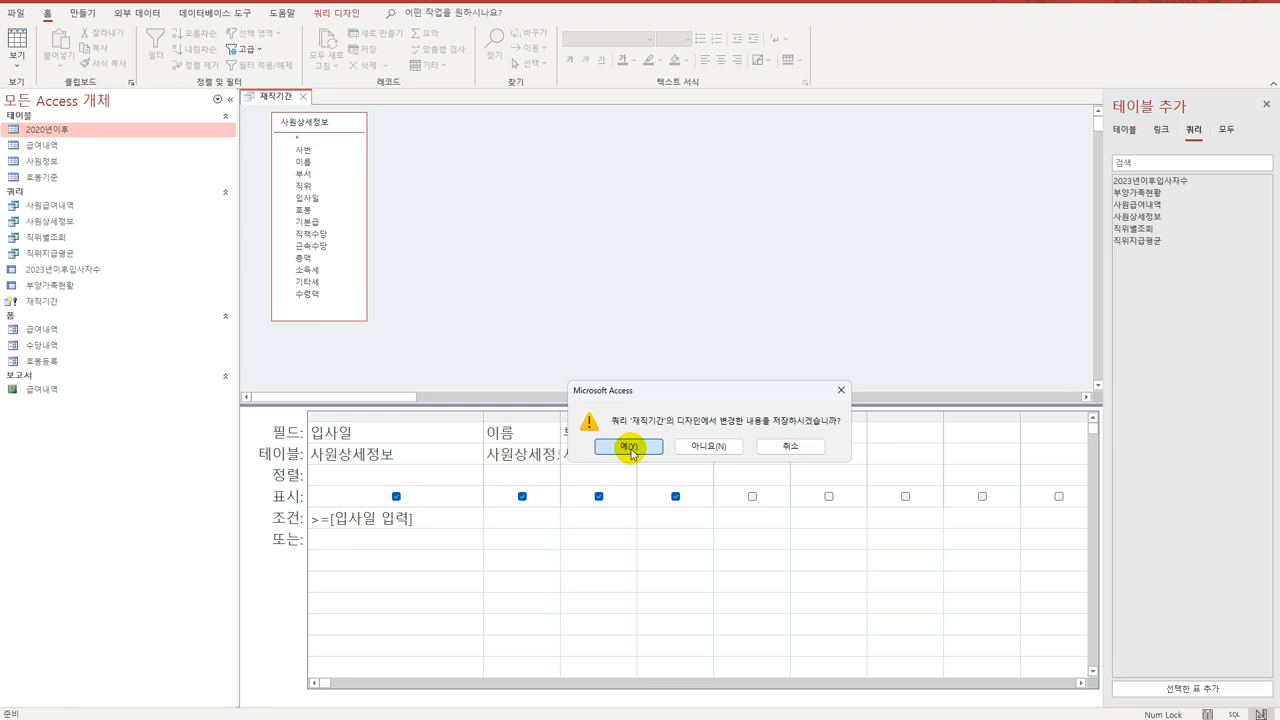 파일 홈 만들기 외부 데이터 데이터베이스 도구 도움말 쿼리 디자인 어떤 작업을 원하시나요?
보기
붙여넣기
잘라내기
복사
서식 복사
필터
오름차순
내림차순
정렬 제거
선택 영역
고급
필터 적용/해제
모두 새로 고침
새로 만들기
저장
삭제
요약
맞춤법 검사
기타
찾기
바꾸기
이동
선택
가 가 가 가 가
보기 클립보드 정렬 및 필터 레코드 찾기 텍스트 서식
모든 Access 개체
테이블
2020년이후
급여내역
사원정보
호봉기준
쿼리
사원급여내역
사원상세정보
직위별조회
직위지급평균
2023년이후입사자수
부양가족현황
재직기간
폼
급여내역
수당내역
호봉등록
보고서
급여내역
재직기간
사원상세정보
*
사번
이름
부서
직위
입사일
호봉
기본급
직책수당
근속수당
총액
소득세
기타세
수령액
필드: 입사일 이름
테이블: 사원상세정보 사원상세정보
정렬:
표시:
조건: >=[입사일 입력]
또는:
Microsoft Access
쿼리 '재직기간'의 디자인에서 변경한 내용을 저장하시겠습니까?
예(Y) 아니요(N) 취소
테이블 추가
테이블 링크 쿼리 모두
검색
2023년이후입사자수
부양가족현황
사원급여내역
사원상세정보
직위별조회
직위지급평균
선택한 표 추가
준비 Num Lock SQL